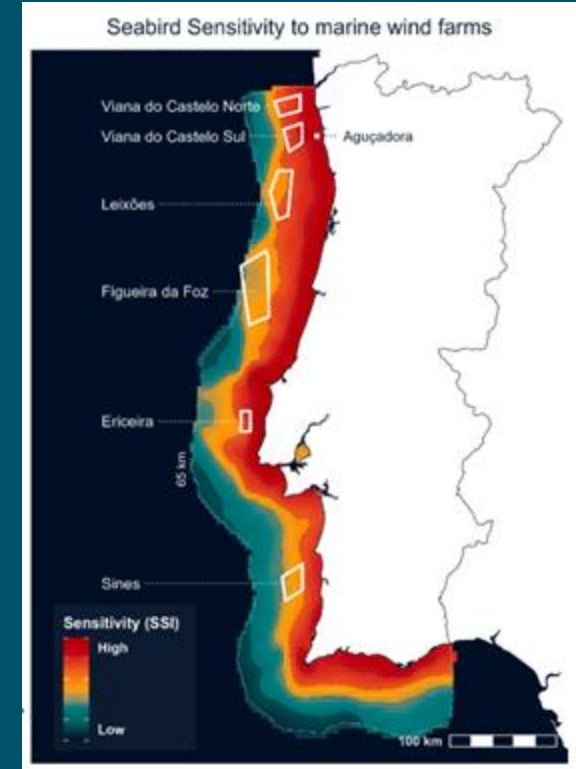 Seabird Sensitivity to marine wind farms
Viana do Castelo Norte
Viana do Castelo Sul
Aguçadora
Leixões
Figueira da Foz
Ericeira
65 km
Sines
Sensitivity (SSI)
High
Low
100 km